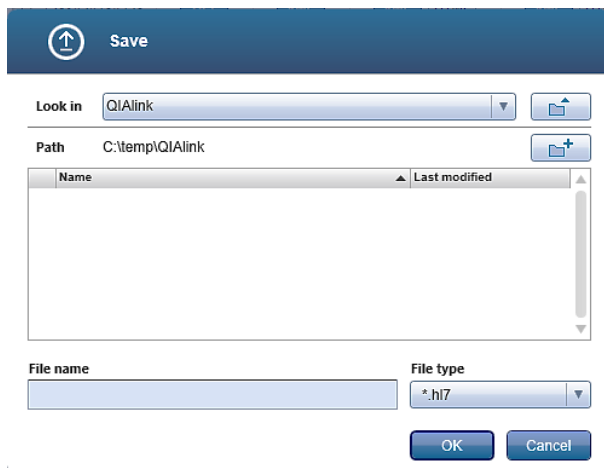 Save
Look in QIAlink
Path C:\temp\QIAlink
Name Last modified
File name File type
*.hl7
OK Cancel